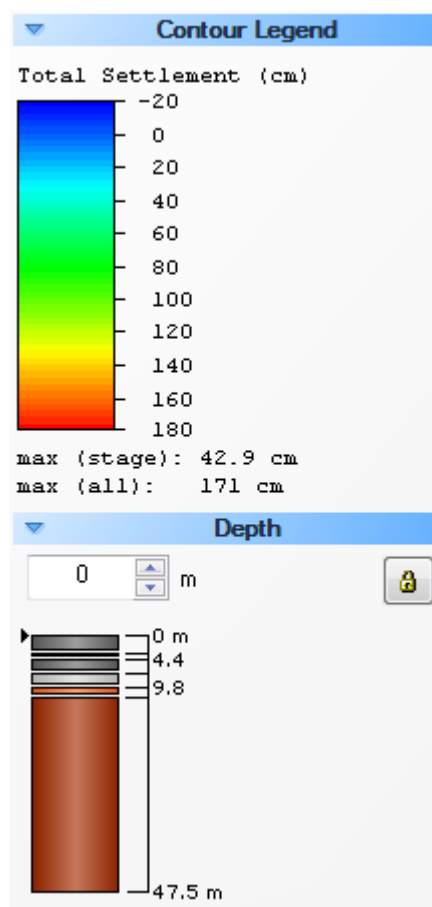 Contour Legend
Total Settlement (cm)
-20
0
20
40
60
80
100
120
140
160
180
max (stage): 42.9 cm
max (all): 171 cm
Depth
0 m
0 m
4.4
9.8
47.5 m